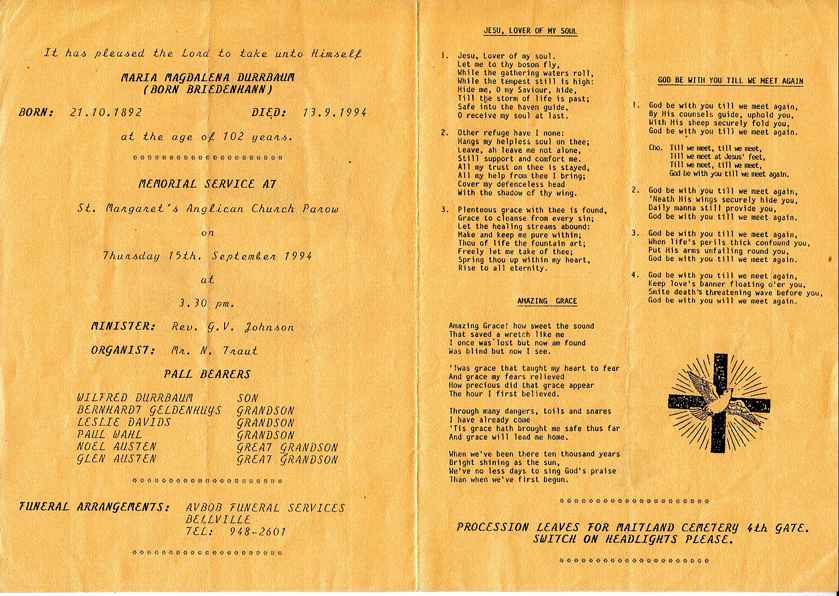 It has pleased the Lord to take unto Himself
MARIA MAGDALENA DURRBAUM
(BORN BRIEDENHANN)
BORN: 21.10.1892 DIED: 13.9.1994
at the age of 102 years.
MEMORIAL SERVICE AT
St. Margaret's Anglican Church Parow
on
Thursday 15th. September 1994
at
3.30 pm.
MINISTER: Rev. G.V. Johnson
ORGANIST: Mr. N. Traut
PALL BEARERS
WILFRED DURRBAUM SON
BERNHARDT GELDENHUYS GRANDSON
LESLIE DAVIDS GRANDSON
PAUL WAHL GRANDSON
NOEL AUSTEN GREAT GRANDSON
GLEN AUSTEN GREAT GRANDSON
FUNERAL ARRANGEMENTS: AVBOB FUNERAL SERVICES
BELLVILLE
TEL: 948-2601
JESU, LOVER OF MY SOUL
1. Jesu, Lover of my soul.
Let me to thy boson fly,
While the gathering waters roll,
While the tempest still is high:
Hide me, O my Saviour, hide,
Till the storm of life is past;
Safe into the haven guide,
O receive my soul at last.
2. Other refuge have I none:
Hangs my helpless soul on thee;
Leave, ah leave me not alone,
Still support and comfort me.
All my trust on thee is stayed,
All my help from thee I bring;
Cover my defenceless head
With the shadow of thy wing.
3. Plenteous grace with thee is found,
Grace to cleanse from every sin;
Let the healing streams abound:
Make and keep me pure within;
Thou of life the fountain art;
Freely let me take of thee;
Spring thou up within my heart,
Rise to all eternity.
AMAZING GRACE
Amazing Grace! how sweet the sound
That saved a wretch like me
I once was lost but now am found
Was blind but now I see.
'Twas grace that taught my heart to fear
And grace my fears relieved
How precious did that grace appear
The hour I first believed.
Through many dangers, toils and snares
I have already come
'Tis grace hath brought me safe thus far
And grace will lead me home.
When we've been there ten thousand years
Bright shining as the sun,
We've no less days to sing God's praise
Than when we've first begun.
GOD BE WITH YOU TILL WE MEET AGAIN
1. God be with you till we meet again,
By His counsels guide, uphold you,
With His sheep securely fold you,
God be with you till we meet again.
Cho. Till we meet, till we meet,
Till we meet at Jesus' feet,
Till we meet, till we meet,
God be with you till we meet again.
2. God be with you till we meet again,
'Neath His wings securely hide you,
Daily manna still provide you,
God be with you till we meet again.
3. God be with you till we meet again,
When life's perils thick confound you,
Put His arms unfailing round you,
God be with you till we meet again.
4. God be with you till we meet again,
Keep love's banner floating o'er you,
Smite death's threatening wave before you,
God be with you will we meet again.
PROCESSION LEAVES FOR MAITLAND CEMETERY 4th GATE.
SWITCH ON HEADLIGHTS PLEASE.